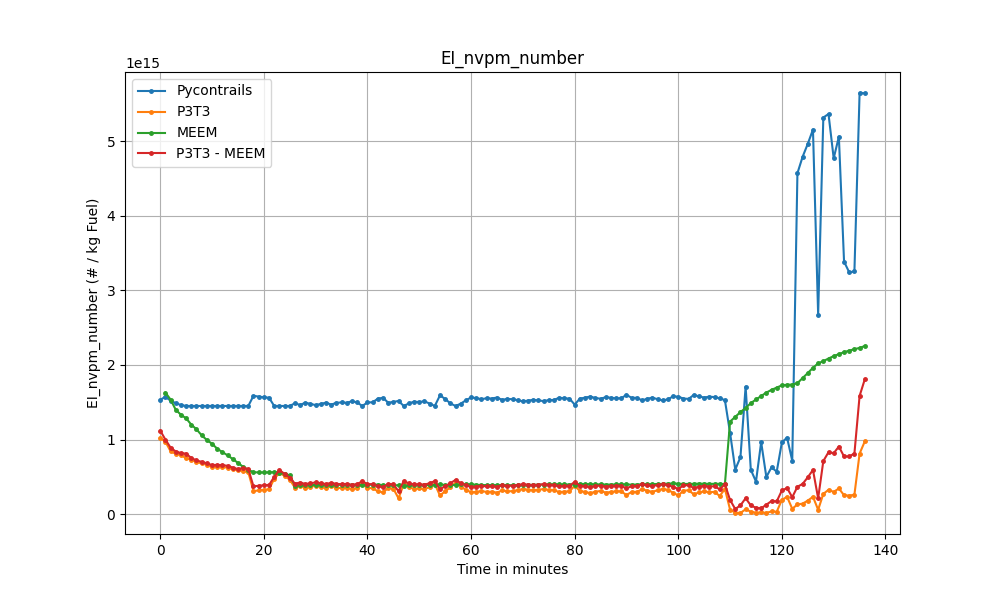 EI_nvpm_number
1e15
Pycontrails
P3T3
MEEM
P3T3 - MEEM
EI_nvpm_number (# / kg Fuel)
5
4
3
2
1
0
0 20 40 60 80 100 120 140
Time in minutes